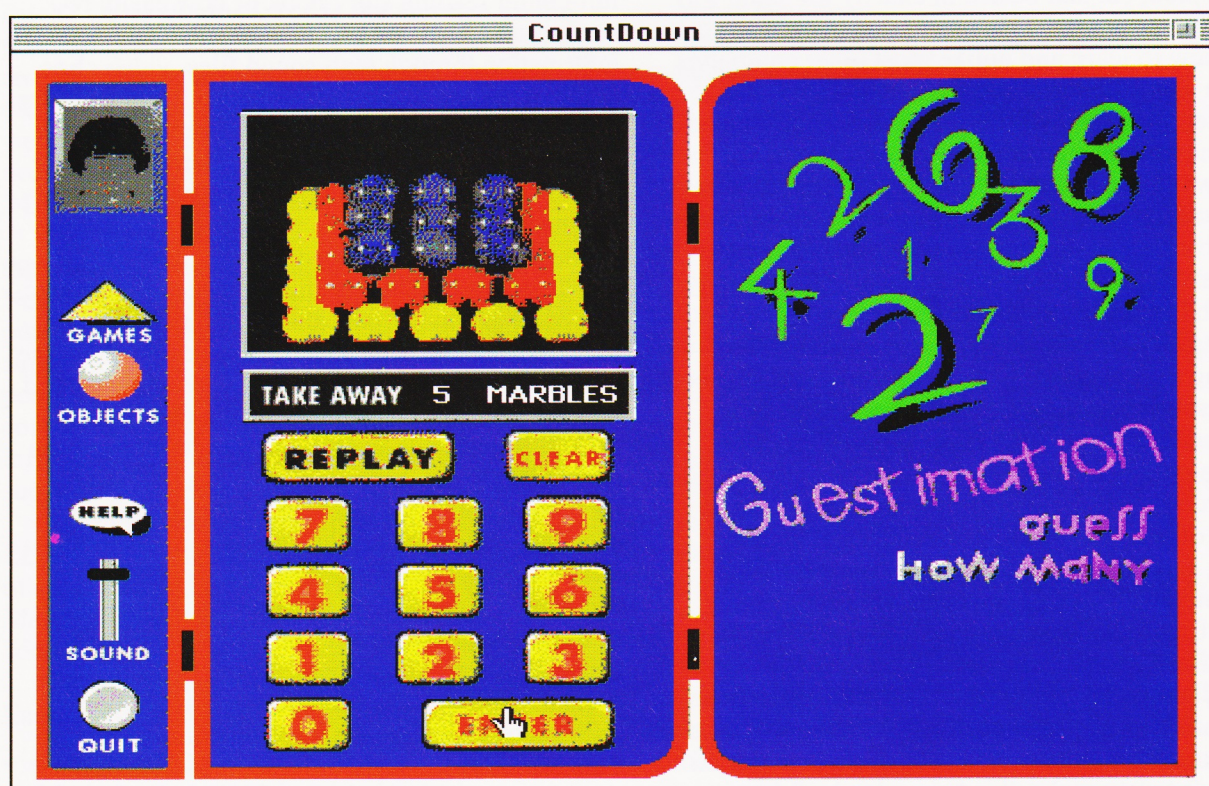 CountDown
GAMES
OBJECTS
HELP
SOUND
QUIT
TAKE AWAY 5 MARBLES
REPLAY CLEAR
7 8 9
4 5 6
1 2 3
0 ENTER
2 6 3 8
4 1 9
2 7
Guestimation
guess
how many